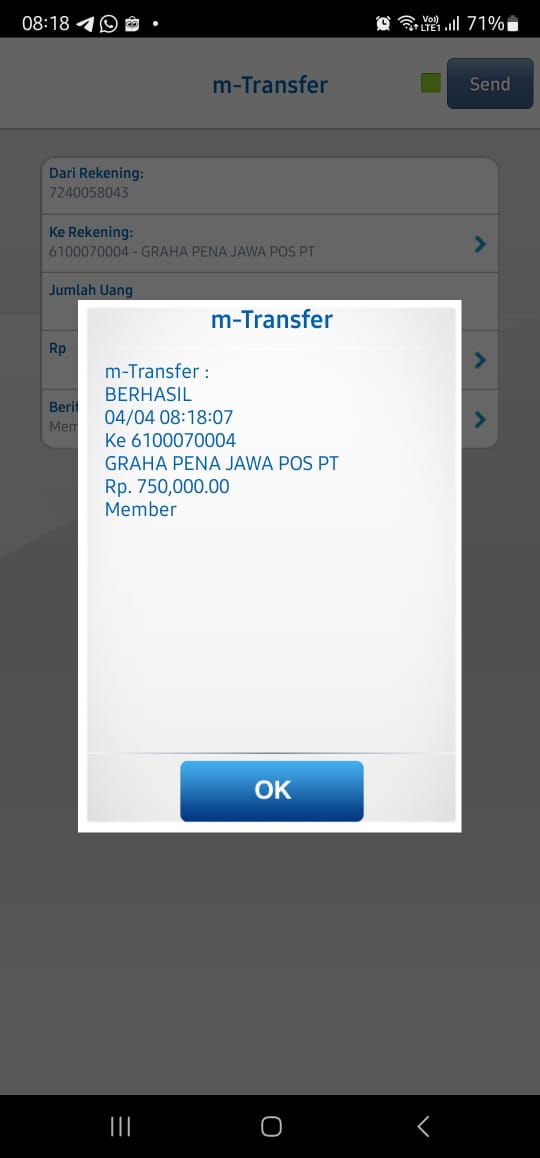 08:18
Vo)) LTE1 71%
m-Transfer
Send
Dari Rekening:
7240058043
Ke Rekening:
6100070004 - GRAHA PENA JAWA POS PT
Jumlah Uang
Rp
m-Transfer
m-Transfer :
BERHASIL
04/04 08:18:07
Ke 6100070004
GRAHA PENA JAWA POS PT
Rp. 750,000.00
Member
OK